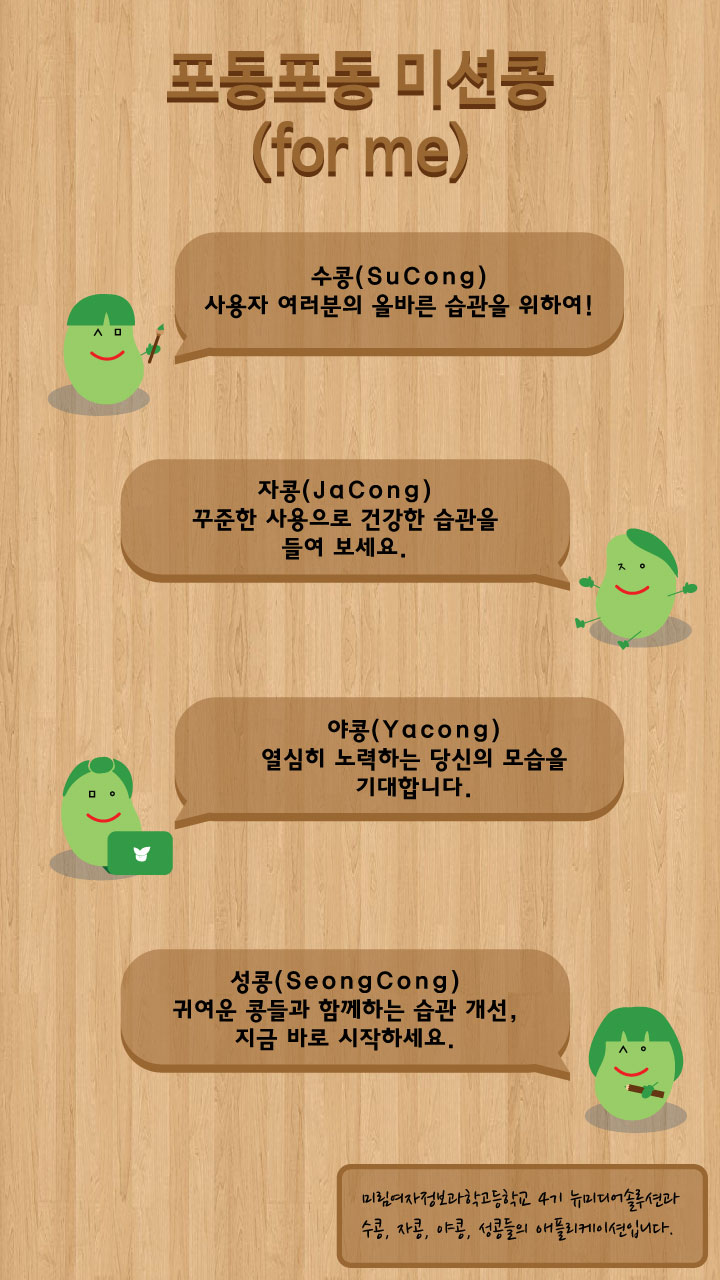 포동포동 미션콩
(for me)
수콩(SuCong)
사용자 여러분의 올바른 습관을 위하여!
자콩(JaCong)
꾸준한 사용으로 건강한 습관을
들여 보세요.
야콩(Yacong)
열심히 노력하는 당신의 모습을
기대합니다.
성콩(SeongCong)
귀여운 콩들과 함께하는 습관 개선,
지금 바로 시작하세요.
미림여자정보과학고등학교 4기 뉴미디어솔루션과
수콩, 자콩, 야콩, 성콩들의 애플리케이션입니다.